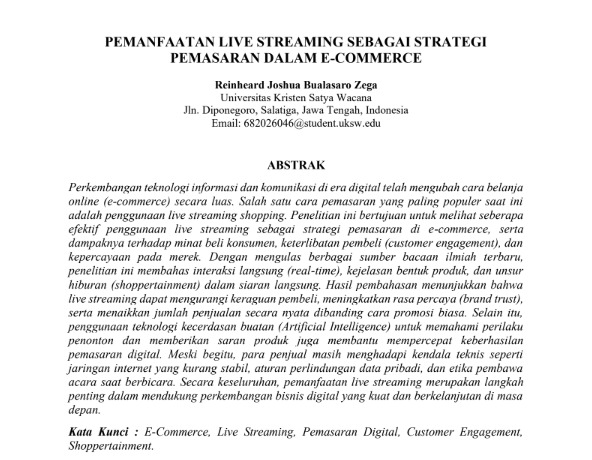 PEMANFAATAN LIVE STREAMING SEBAGAI STRATEGI
PEMASARAN DALAM E-COMMERCE
Reinheard Joshua Bualasaro Zega
Universitas Kristen Satya Wacana
Jln. Diponegoro, Salatiga, Jawa Tengah, Indonesia
Email: 682026046@student.uksw.edu
ABSTRAK
Perkembangan teknologi informasi dan komunikasi di era digital telah mengubah cara belanja
online (e-commerce) secara luas. Salah satu cara pemasaran yang paling populer saat ini
adalah penggunaan live streaming shopping. Penelitian ini bertujuan untuk melihat seberapa
efektif penggunaan live streaming sebagai strategi pemasaran di e-commerce, serta
dampaknya terhadap minat beli konsumen, keterlibatan pembeli (customer engagement), dan
kepercayaan pada merek. Dengan mengulas berbagai sumber bacaan ilmiah terbaru,
penelitian ini membahas interaksi langsung (real-time), kejelasan bentuk produk, dan unsur
hiburan (shoppertainment) dalam siaran langsung. Hasil pembahasan menunjukkan bahwa
live streaming dapat mengurangi keraguan pembeli, meningkatkan rasa percaya (brand trust),
serta menaikkan jumlah penjualan secara nyata dibanding cara promosi biasa. Selain itu,
penggunaan teknologi kecerdasan buatan (Artificial Intelligence) untuk memahami perilaku
penonton dan memberikan saran produk juga membantu mempercepat keberhasilan
pemasaran digital. Meski begitu, para penjual masih menghadapi kendala teknis seperti
jaringan internet yang kurang stabil, aturan perlindungan data pribadi, dan etika pembawa
acara saat berbicara. Secara keseluruhan, pemanfaatan live streaming merupakan langkah
penting dalam mendukung perkembangan bisnis digital yang kuat dan berkelanjutan di masa
depan.
Kata Kunci : E-Commerce, Live Streaming, Pemasaran Digital, Customer Engagement,
Shoppertainment.